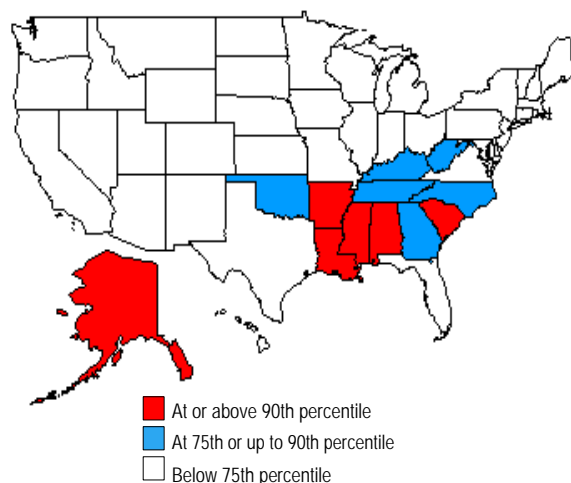 At or above 90th percentile
At 75th or up to 90th percentile
Below 75th percentile